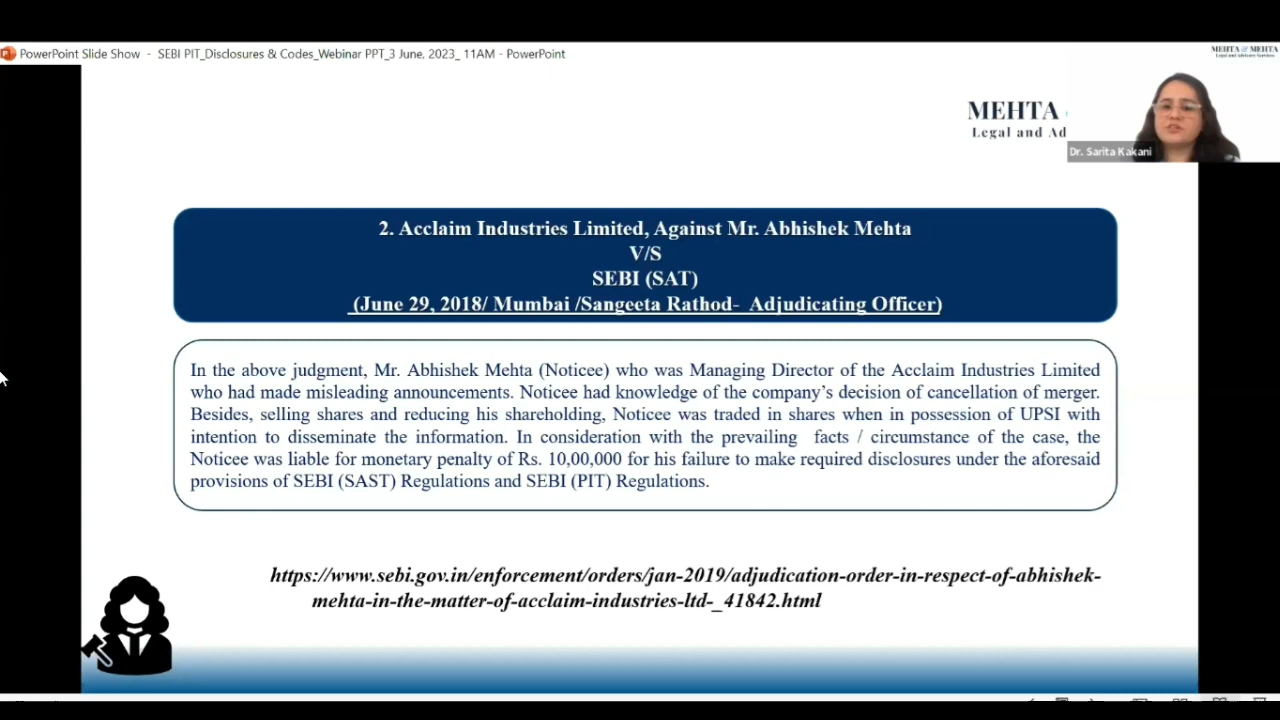 PowerPoint Slide Show - SEBI PIT_Disclosures & Codes_Webinar PPT_3 June, 2023_ 11AM - PowerPoint
MEHTA & MEHTA
Legal and Advisory Services
MEHTA
Legal and Ad
Dr. Sarita Kakani
2. Acclaim Industries Limited, Against Mr. Abhishek Mehta
V/S
SEBI (SAT)
(June 29, 2018/ Mumbai /Sangeeta Rathod- Adjudicating Officer)
In the above judgment, Mr. Abhishek Mehta (Noticee) who was Managing Director of the Acclaim Industries Limited
who had made misleading announcements. Noticee had knowledge of the company's decision of cancellation of merger.
Besides, selling shares and reducing his shareholding, Noticee was traded in shares when in possession of UPSI with
intention to disseminate the information. In consideration with the prevailing facts / circumstance of the case, the
Noticee was liable for monetary penalty of Rs. 10,00,000 for his failure to make required disclosures under the aforesaid
provisions of SEBI (SAST) Regulations and SEBI (PIT) Regulations.
https://www.sebi.gov.in/enforcement/orders/jan-2019/adjudication-order-in-respect-of-abhishek-
mehta-in-the-matter-of-acclaim-industries-ltd-_41842.html